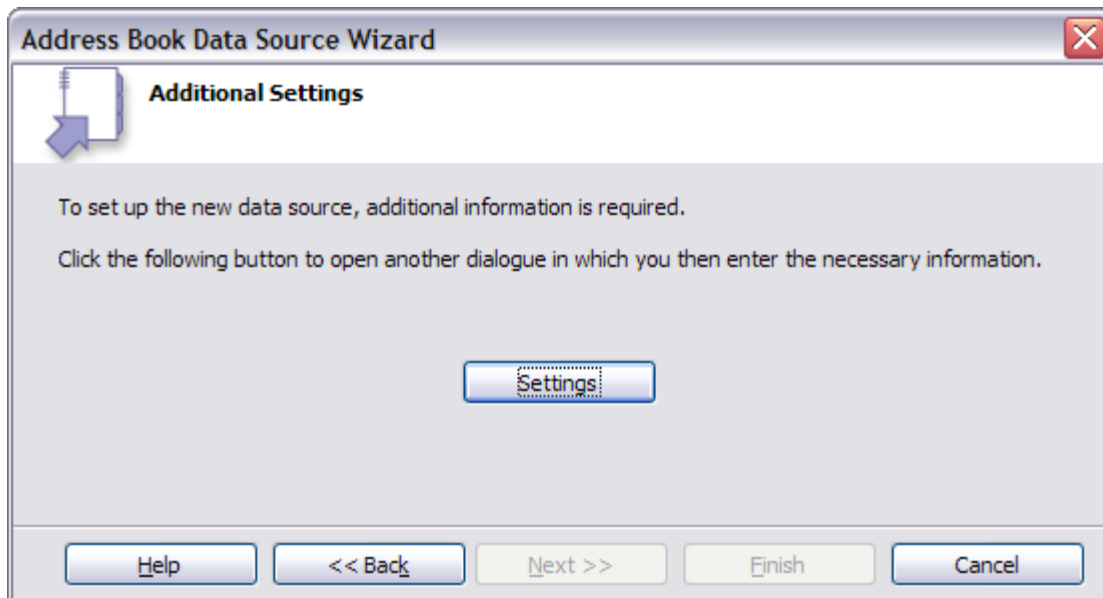 Address Book Data Source Wizard
Additional Settings
To set up the new data source, additional information is required.
Click the following button to open another dialogue in which you then enter the necessary information.
Settings
Help
<< Back
Next >>
Finish
Cancel